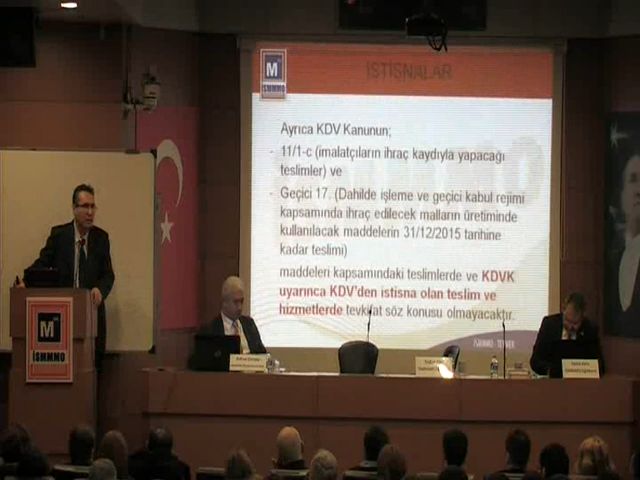 M
İSMMMO
İSTİSNALAR
Ayrıca KDV Kanunun;
- 11/1-c (imalatçıların ihraç kaydıyla yapacağı
teslimler) ve
- Geçici 17. (Dahilde işleme ve geçici kabul rejimi
kapsamında ihraç edilecek malların üretiminde
kullanılacak maddelerin 31/12/2015 tarihine
kadar teslimi)
maddeleri kapsamındaki teslimlerde ve KDVK
uyarınca KDV'den istisna olan teslim ve
hizmetlerde tevkifat söz konusu olmayacaktır.
M
İSMMMO